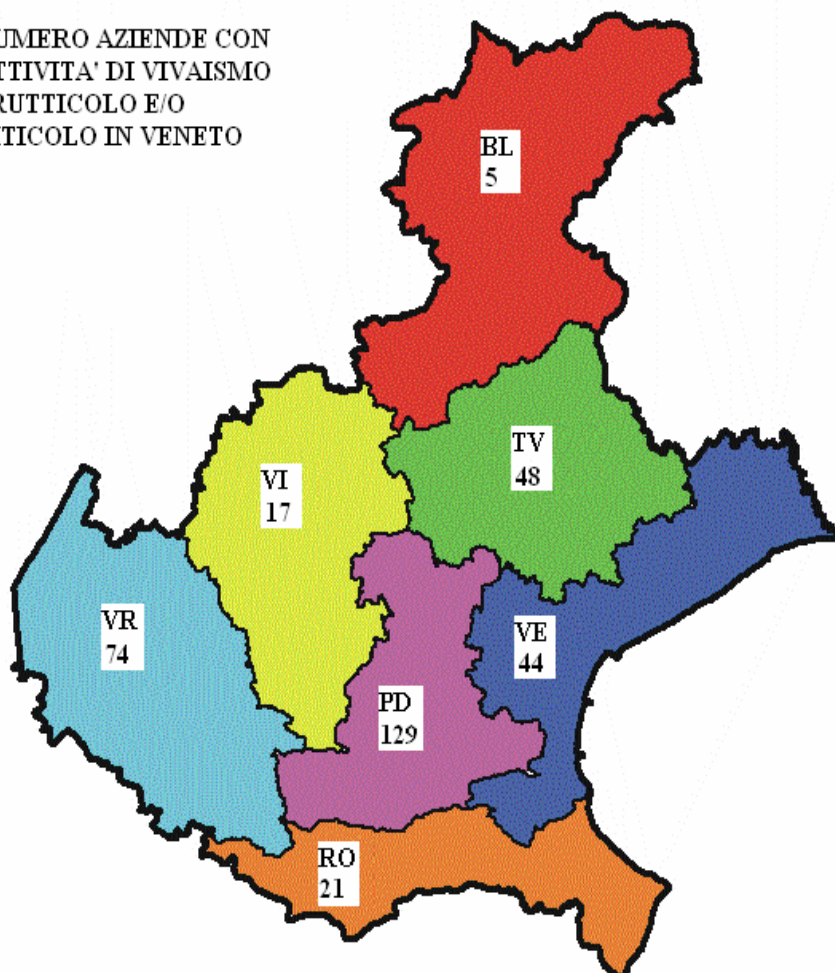 UMERO AZIENDE CON
TTIVITA' DI VIVAISMO
RUTTICOLO E/O
ITICOLO IN VENETO
BL
5
TV
48
VI
17
VR
74
VE
44
PD
129
RO
21